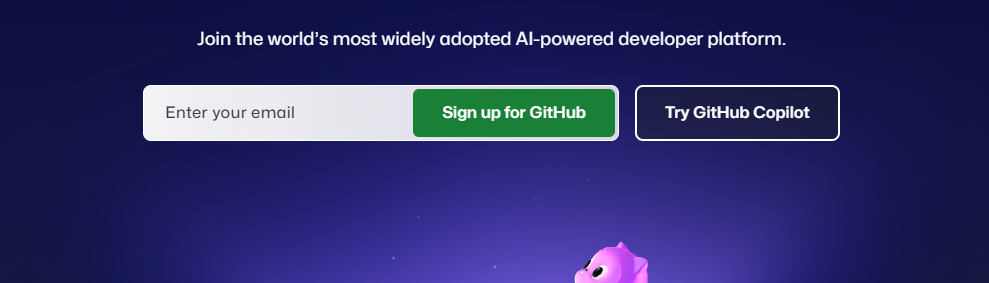 Join the world’s most widely adopted AI-powered developer platform.
Enter your email
Sign up for GitHub
Try GitHub Copilot